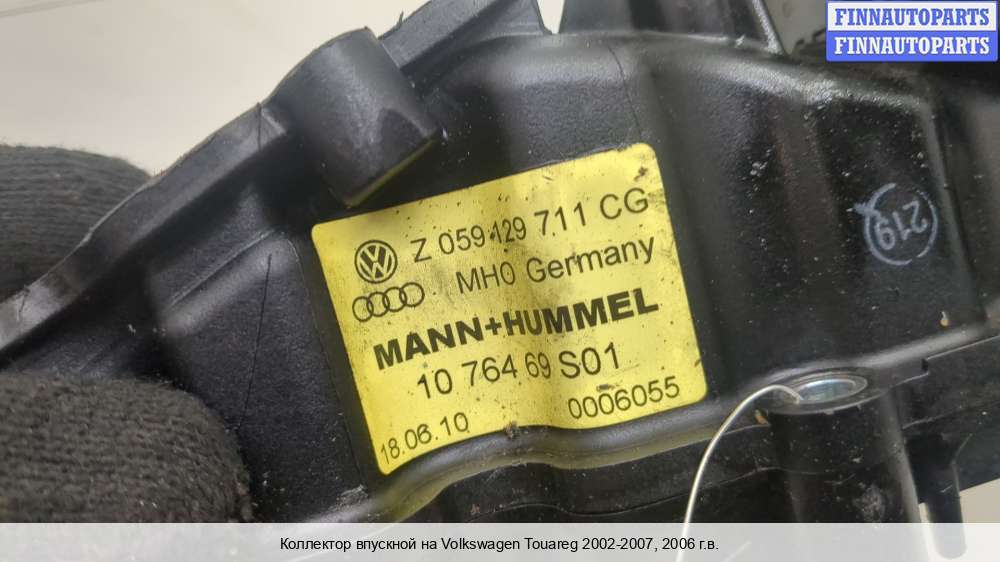 FINNAUTOPARTS
FINNAUTOPARTS
Z 059 129 711 CG
MH0 Germany
MANN+HUMMEL
10 764 69 S01
18.06.10 0006055
219
Коллектор впускной на Volkswagen Touareg 2002-2007, 2006 г.в.